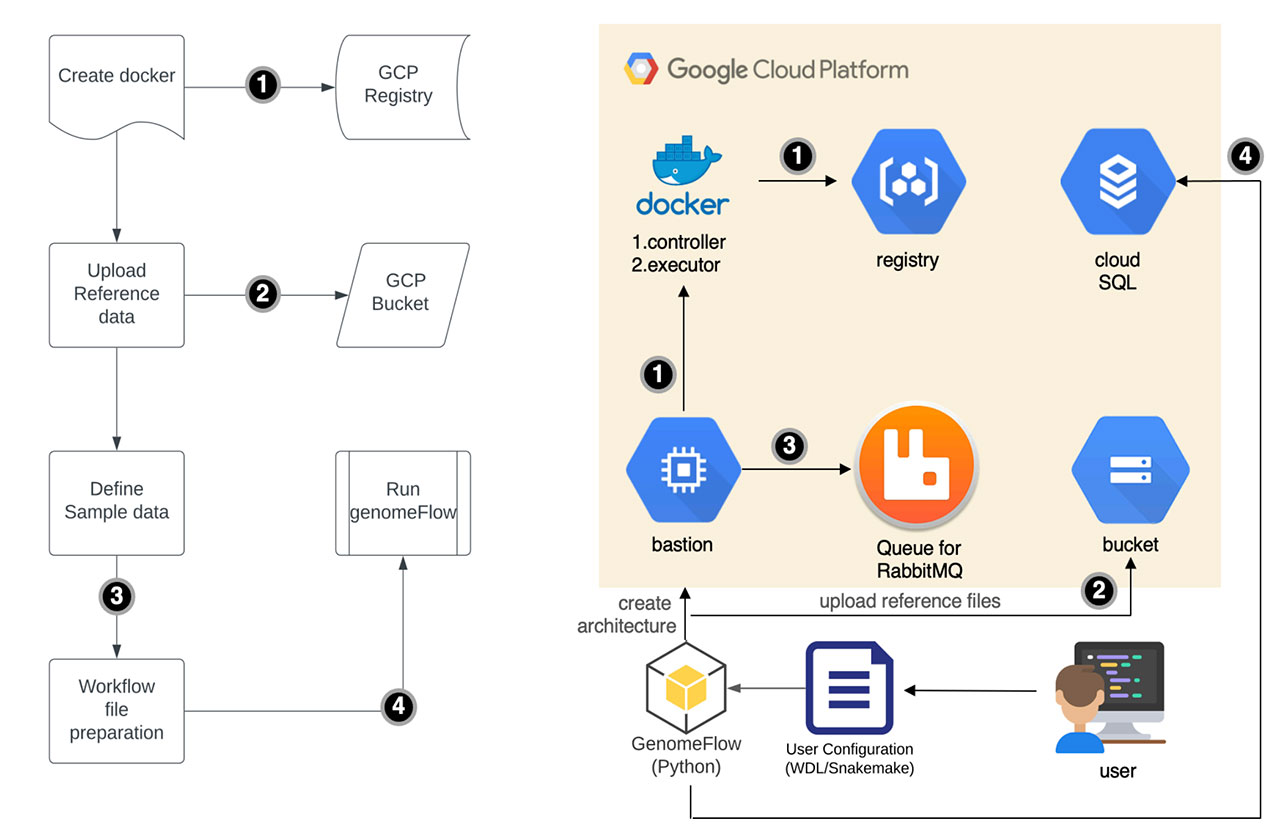 Create docker
1
GCP
Registry
Upload
Reference
data
2
GCP
Bucket
Define
Sample data
Run
genomeFlow
3
Workflow
file
preparation
4
Google Cloud Platform
docker
1.controller
2.executor
1
registry
cloud
SQL
4
1
bastion
3
Queue for
RabbitMQ
bucket
2
create
architecture
upload reference files
GenomeFlow
(Python)
User Configuration
(WDL/Snakemake)
user